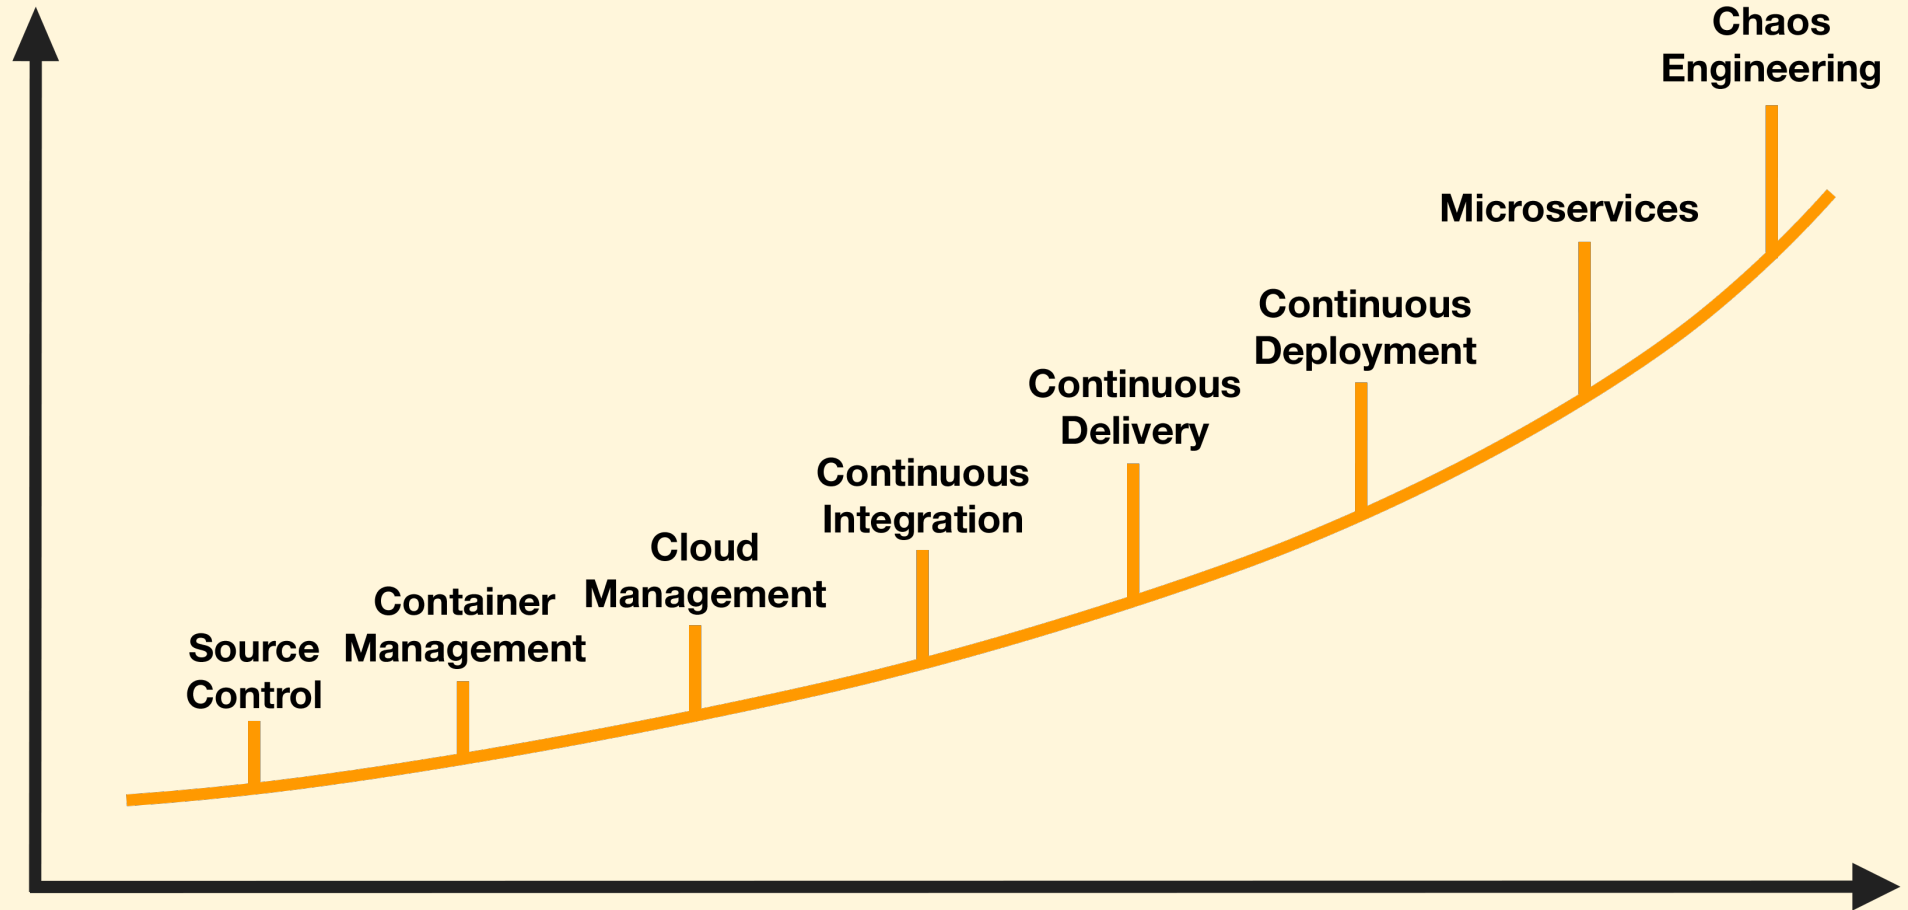 Source
Control
Container
Management
Cloud
Management
Continuous
Integration
Continuous
Delivery
Continuous
Deployment
Microservices
Chaos
Engineering